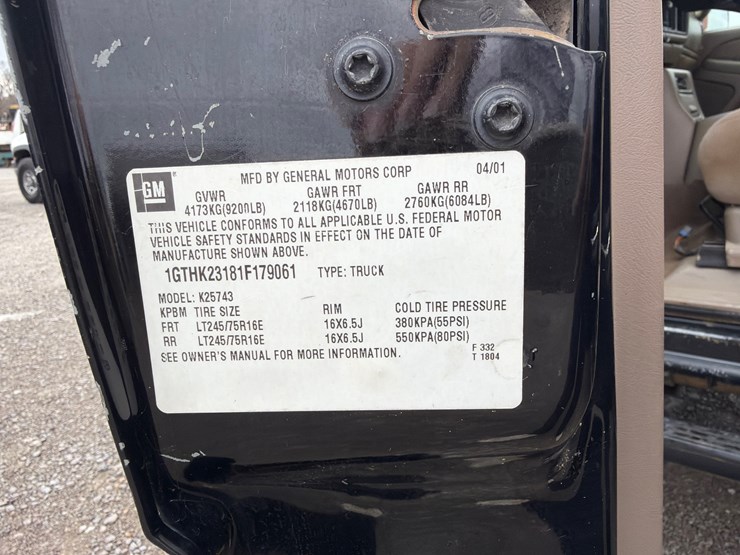 GM
MFD BY GENERAL MOTORS CORP 04/01
GVWR GAWR FRT GAWR RR
4173KG(9200LB) 2118KG(4670LB) 2760KG(6084LB)
THIS VEHICLE CONFORMS TO ALL APPLICABLE U.S. FEDERAL MOTOR
VEHICLE SAFETY STANDARDS IN EFFECT ON THE DATE OF
MANUFACTURE SHOWN ABOVE.
1GTHK23181F179061 TYPE: TRUCK
MODEL: K25743
KPBM TIRE SIZE RIM COLD TIRE PRESSURE
FRT LT245/75R16E 16X6.5J 380KPA(55PSI)
RR LT245/75R16E 16X6.5J 550KPA(80PSI)
SEE OWNER'S MANUAL FOR MORE INFORMATION. F 332
T 1804